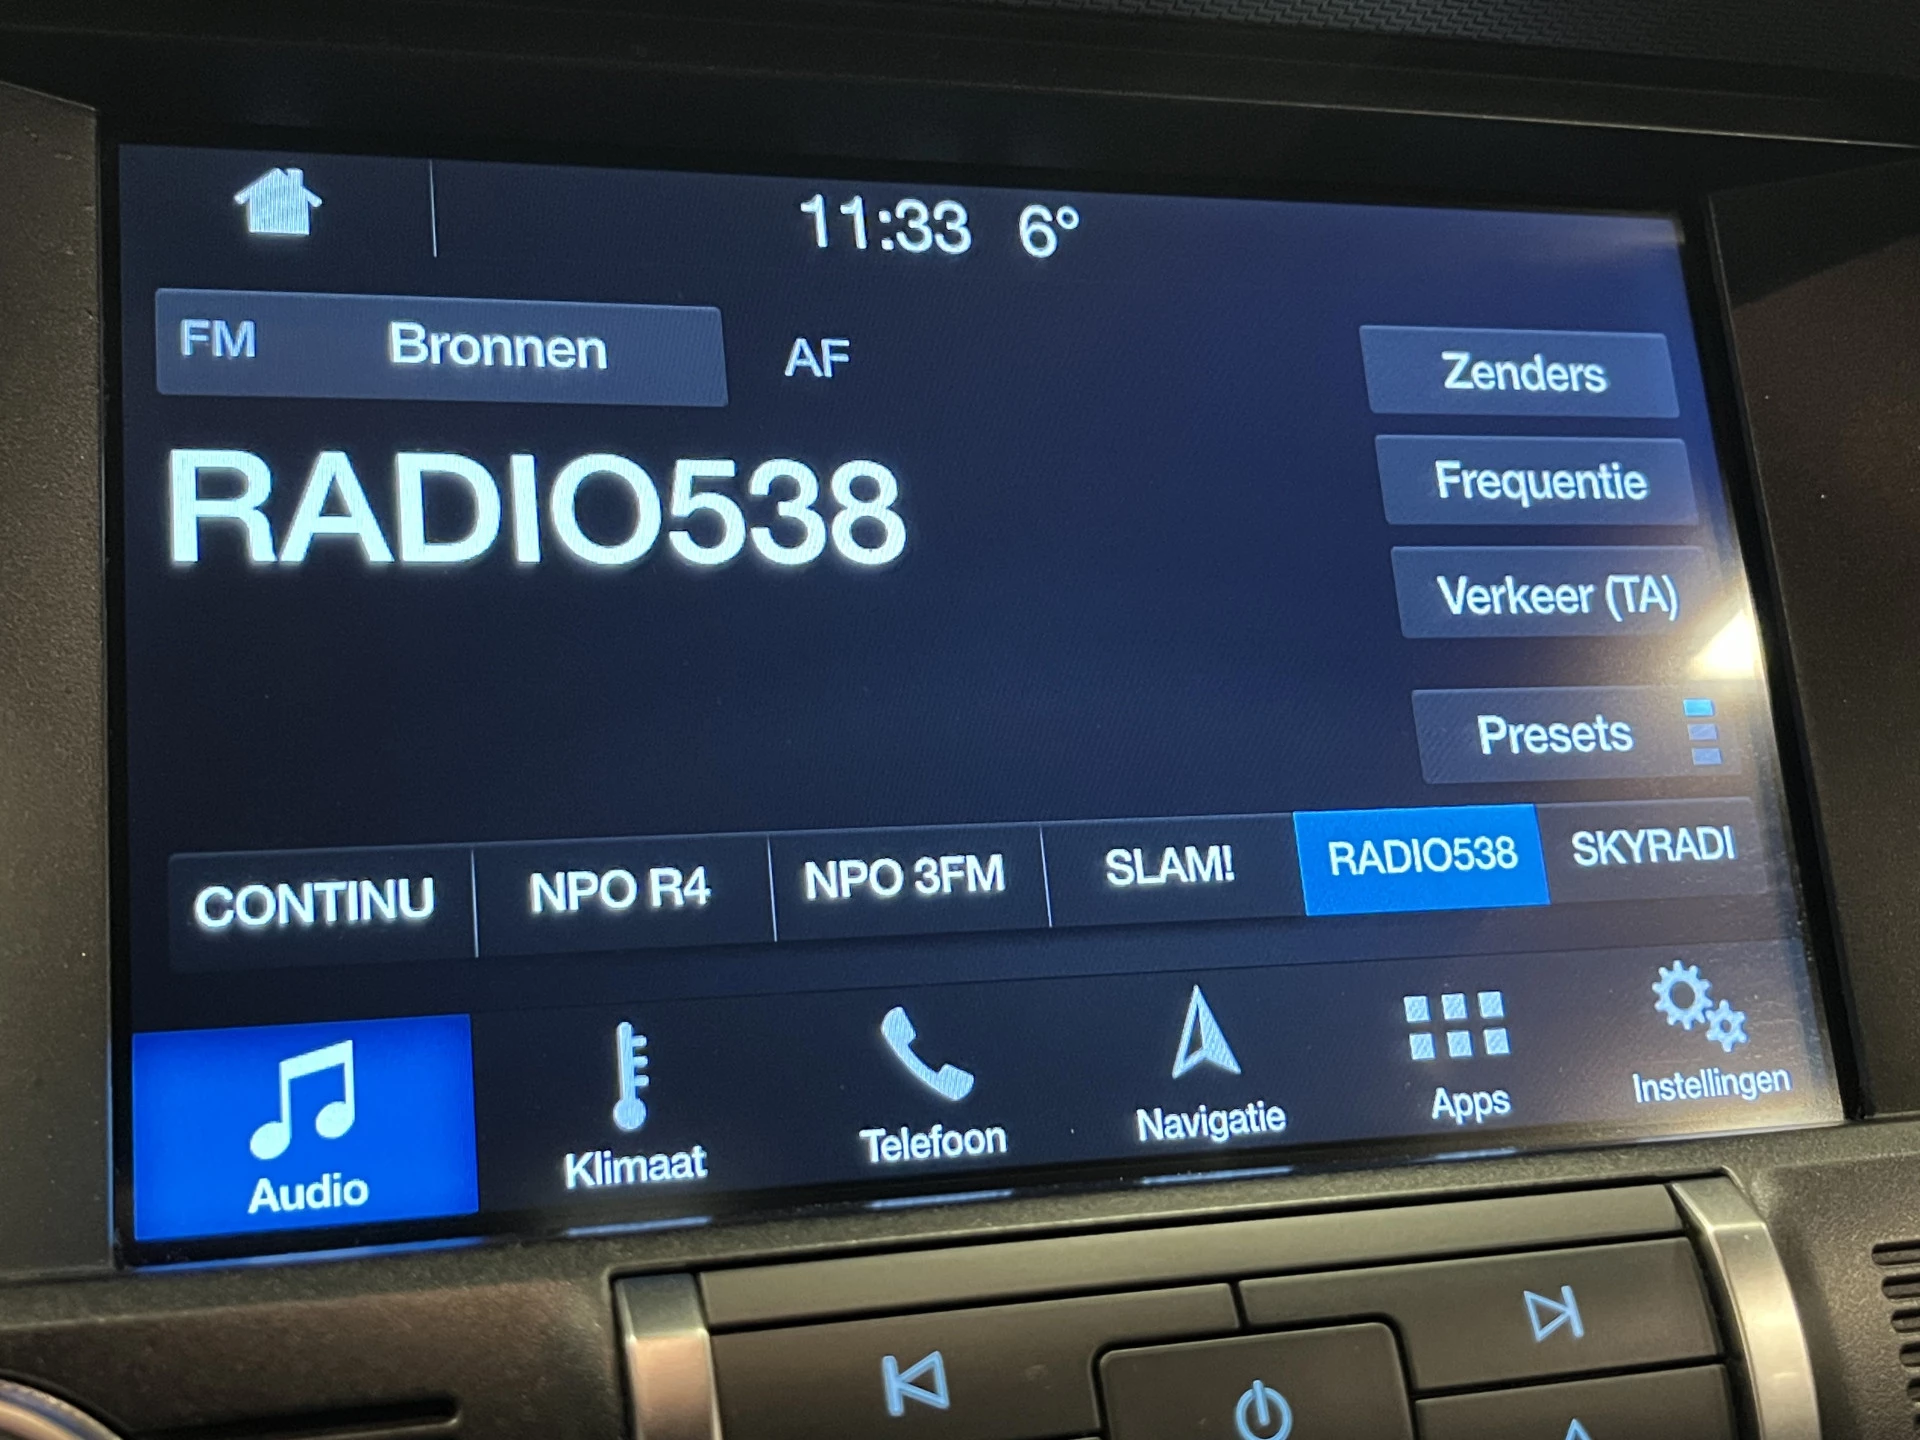 11:33 6°
FM Bronnen AF
Zenders
RADIO538
Frequentie
Verkeer (TA)
Presets
CONTINU NPO R4 NPO 3FM SLAM! RADIO538 SKYRADI
Audio Klimaat Telefoon Navigatie Apps Instellingen